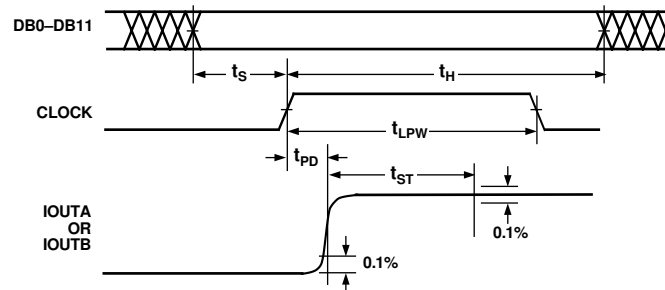 DB0–DB11
tS
tH
CLOCK
tLPW
tPD
tST
IOUTA
OR
IOUTB
0.1%
0.1%